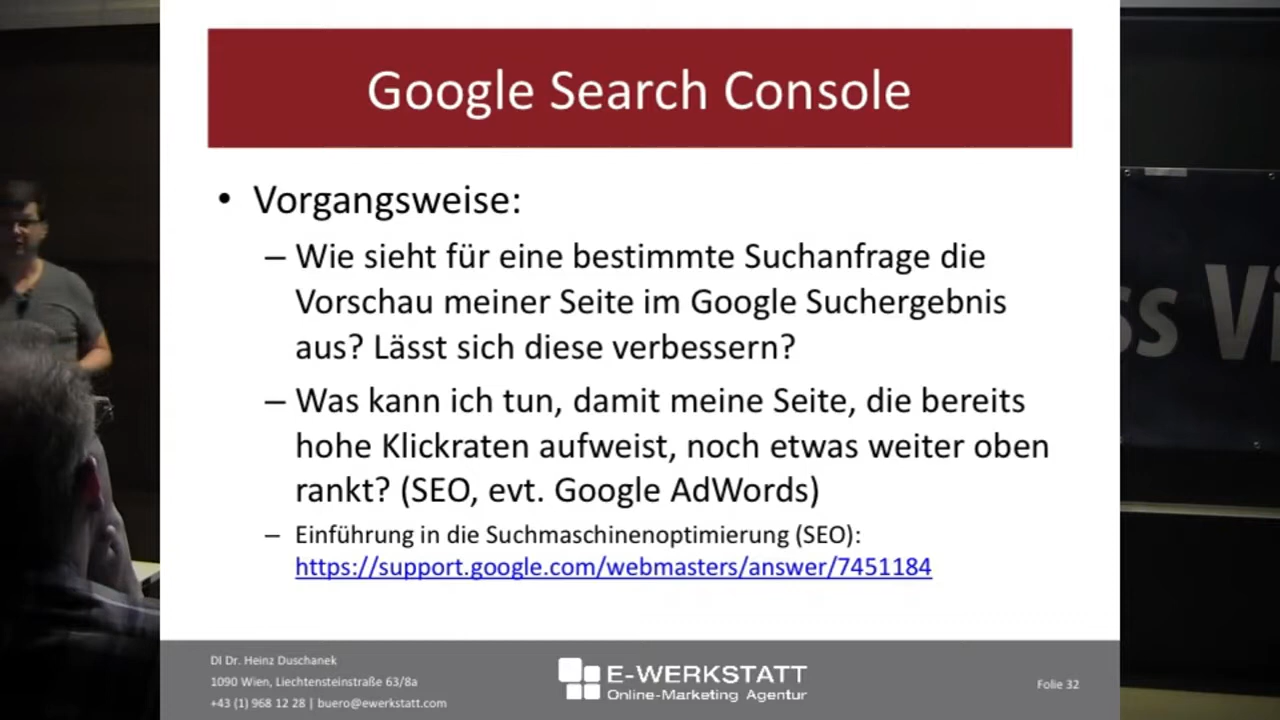 Google Search Console
• Vorgangsweise:
– Wie sieht für eine bestimmte Suchanfrage die
Vorschau meiner Seite im Google Suchergebnis
aus? Lässt sich diese verbessern?
– Was kann ich tun, damit meine Seite, die bereits
hohe Klickraten aufweist, noch etwas weiter oben
rankt? (SEO, evt. Google AdWords)
– Einführung in die Suchmaschinenoptimierung (SEO):
https://support.google.com/webmasters/answer/7451184
DI Dr. Heinz Duschanek
1090 Wien, Liechtensteinstraße 63/8a
+43 (1) 968 12 28 | buero@ewerkstatt.com
E-WERKSTATT
Online-Marketing Agentur
Folie 32